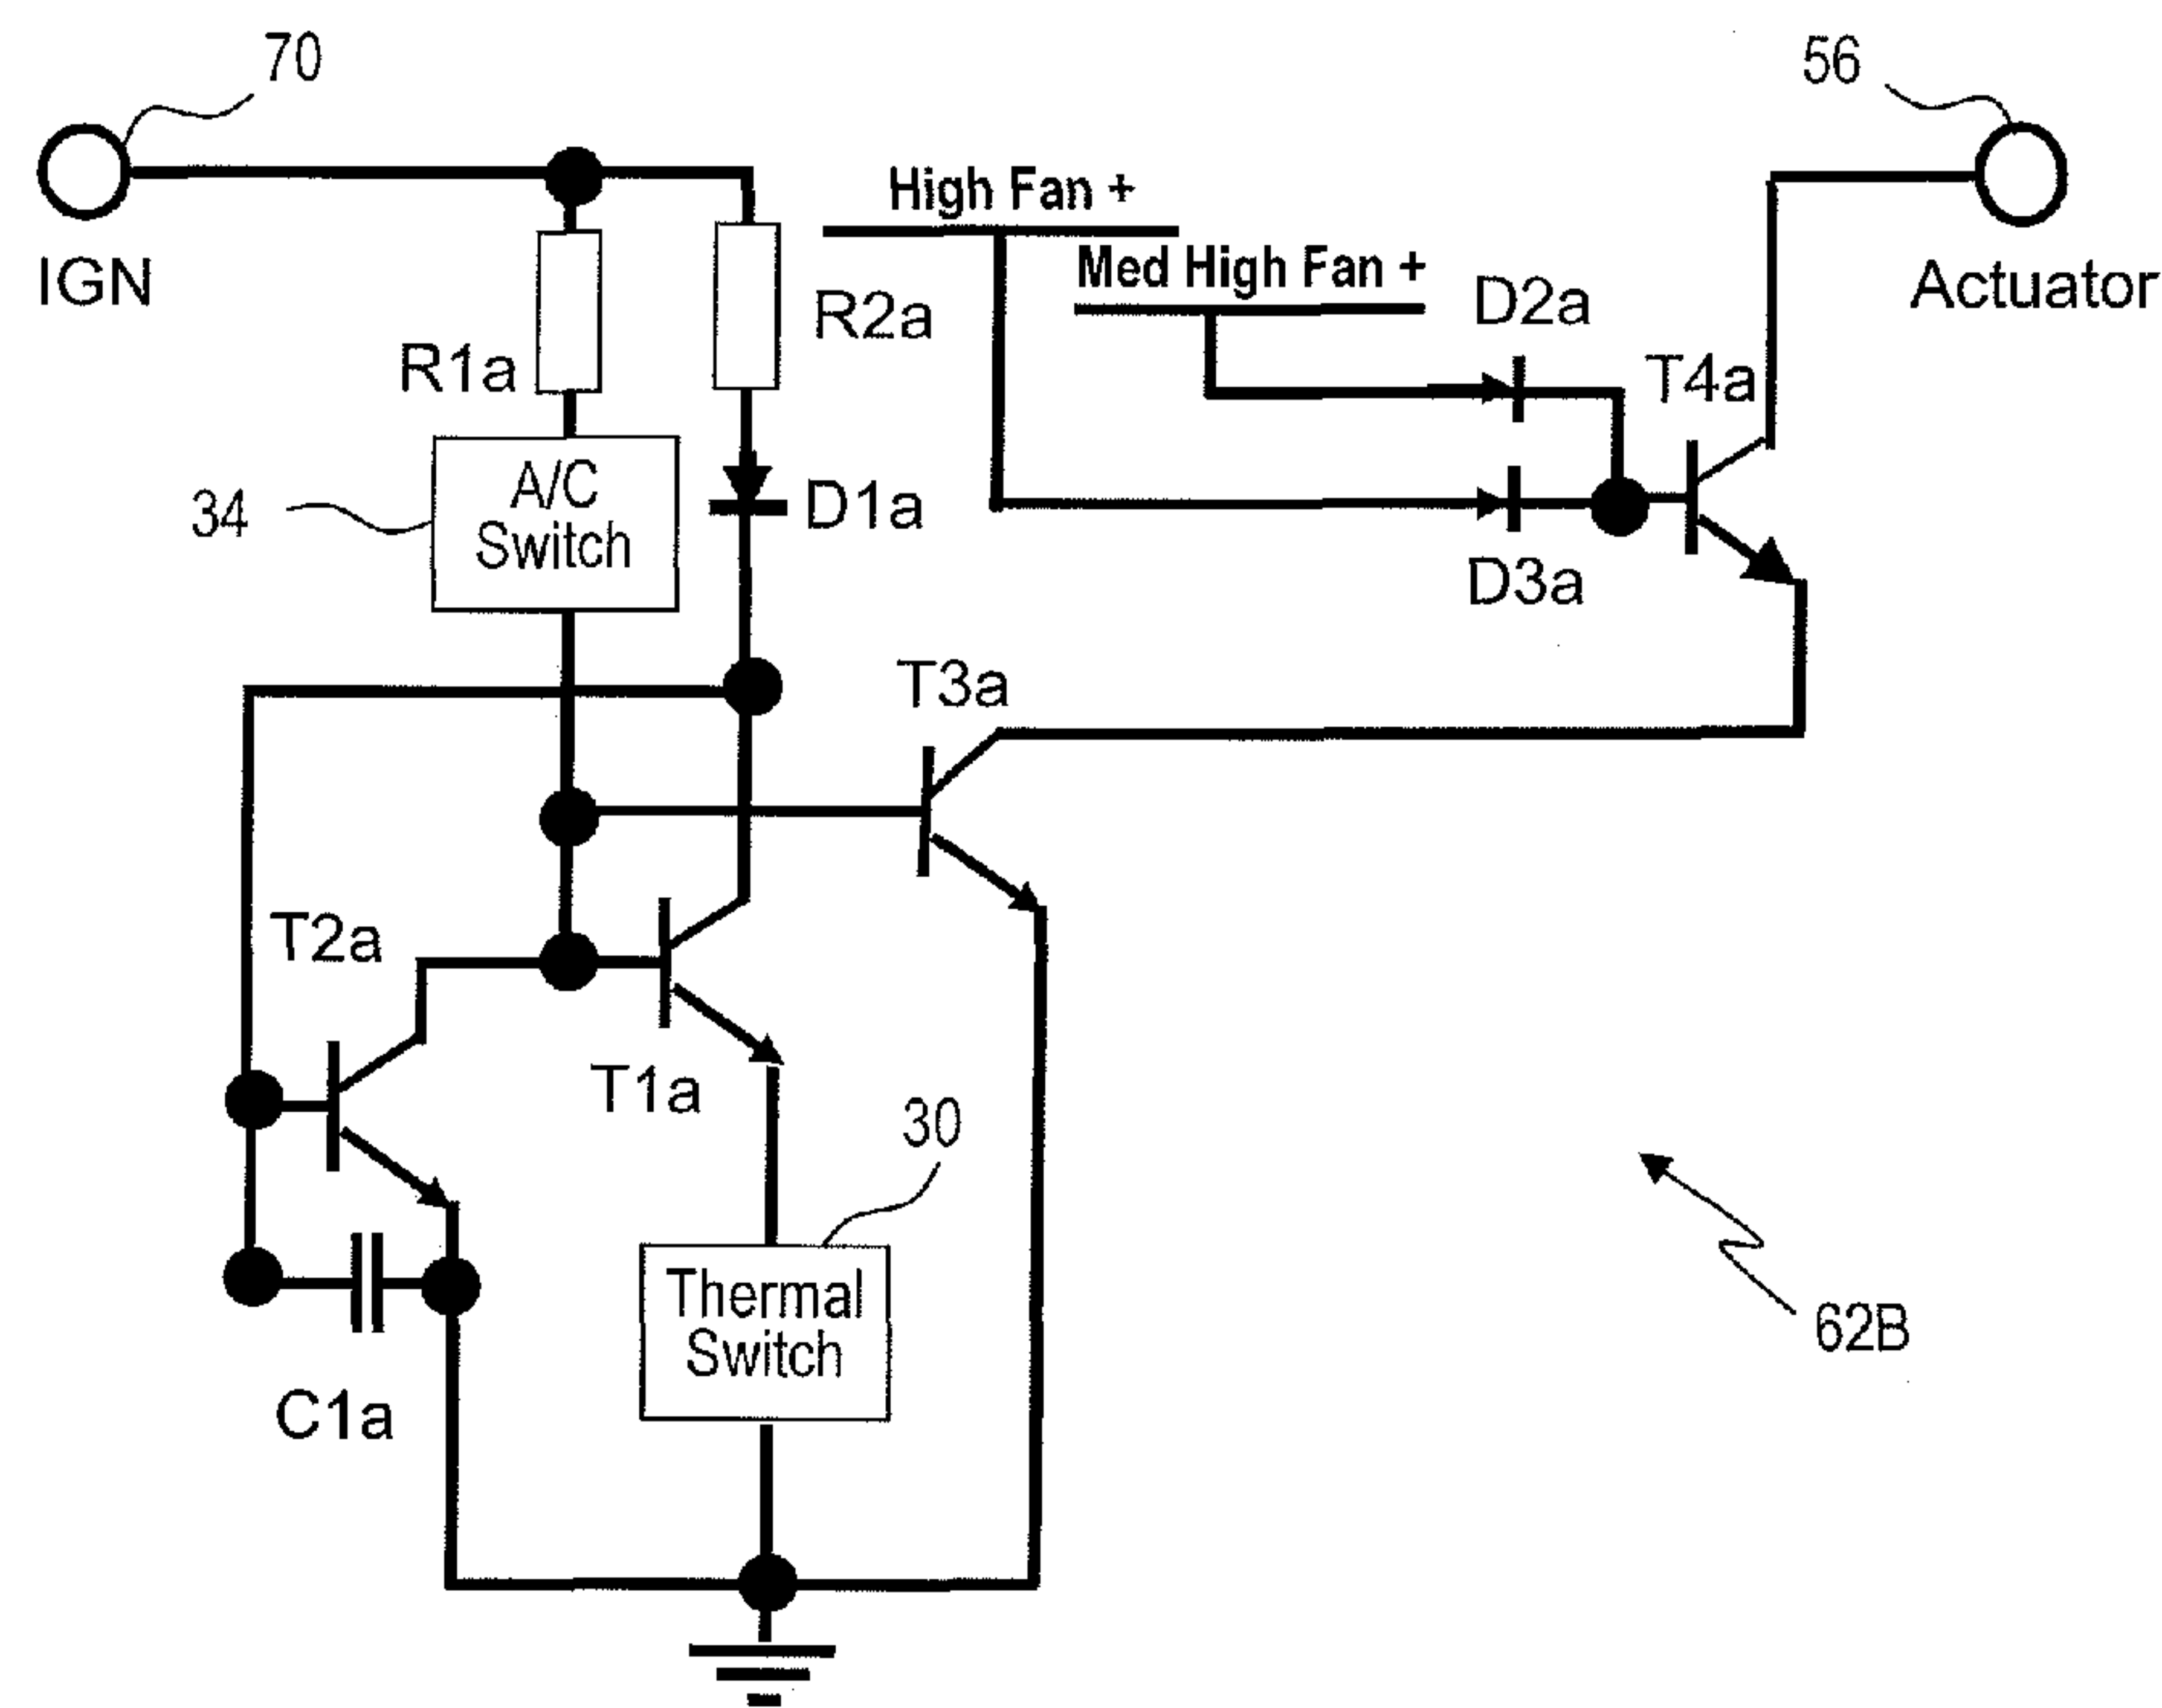 70
56
High Fan +
IGN
Med High Fan +
D2a
Actuator
R2a
R1a
T4a
A/C
Switch
34
D1a
D3a
T3a
T2a
T1a
30
Thermal
Switch
62B
C1a